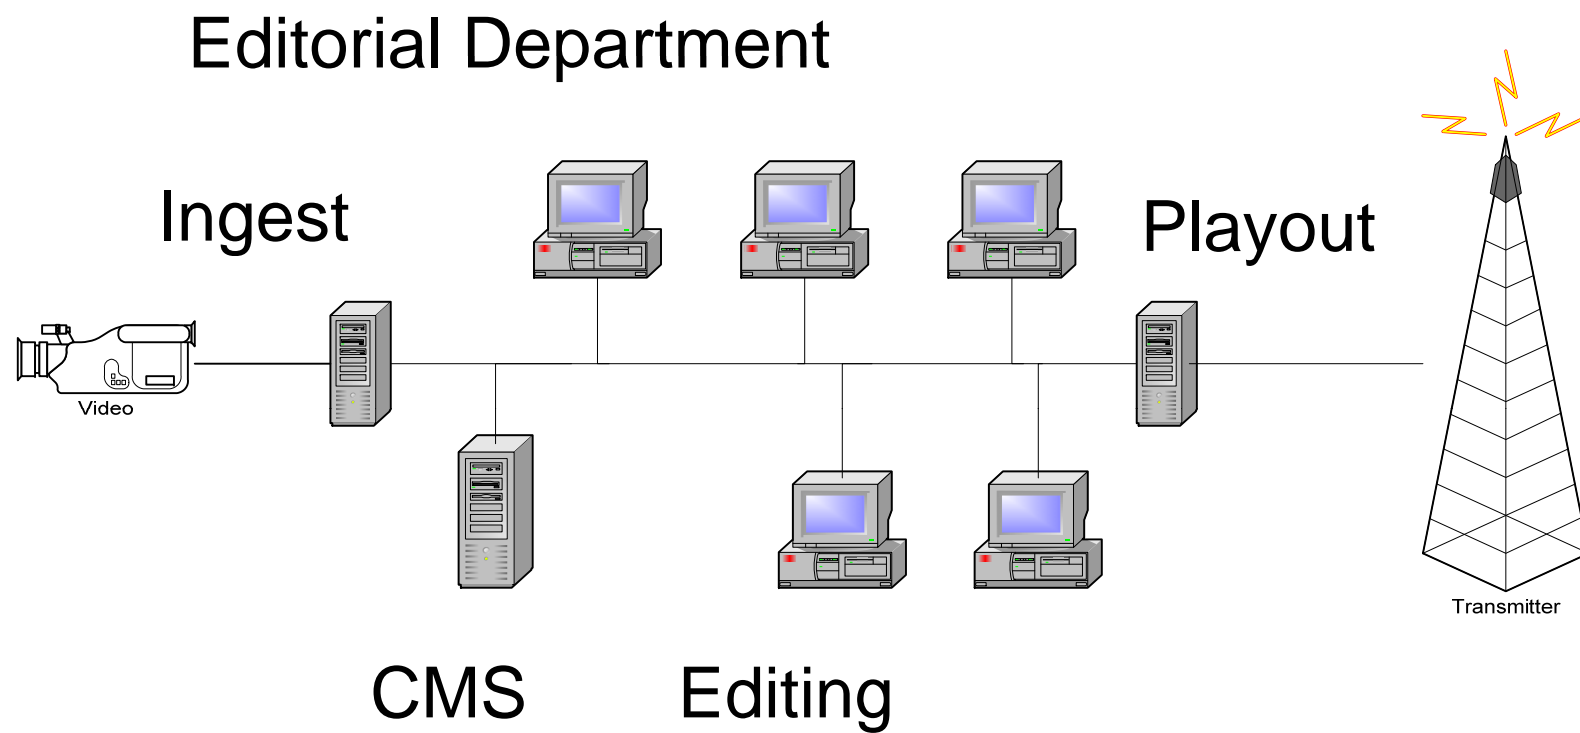 Editorial Department
Ingest
Playout
Video
Transmitter
CMS
Editing